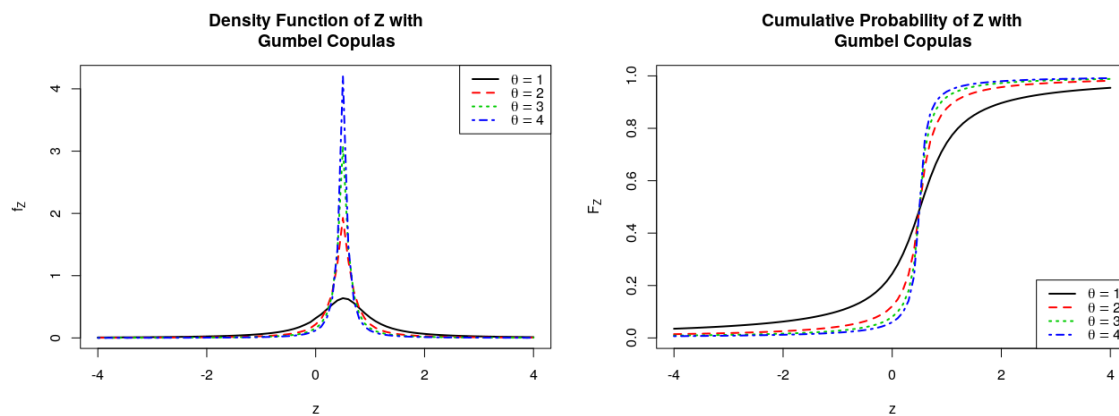 Density Function of Z with
Gumbel Copulas
4
3
2
1
0
fZ
-4 -2 0 2 4
z
θ = 1
θ = 2
θ = 3
θ = 4
Cumulative Probability of Z with
Gumbel Copulas
1.0
0.8
0.6
0.4
0.2
0.0
FZ
-4 -2 0 2 4
z
θ = 1
θ = 2
θ = 3
θ = 4